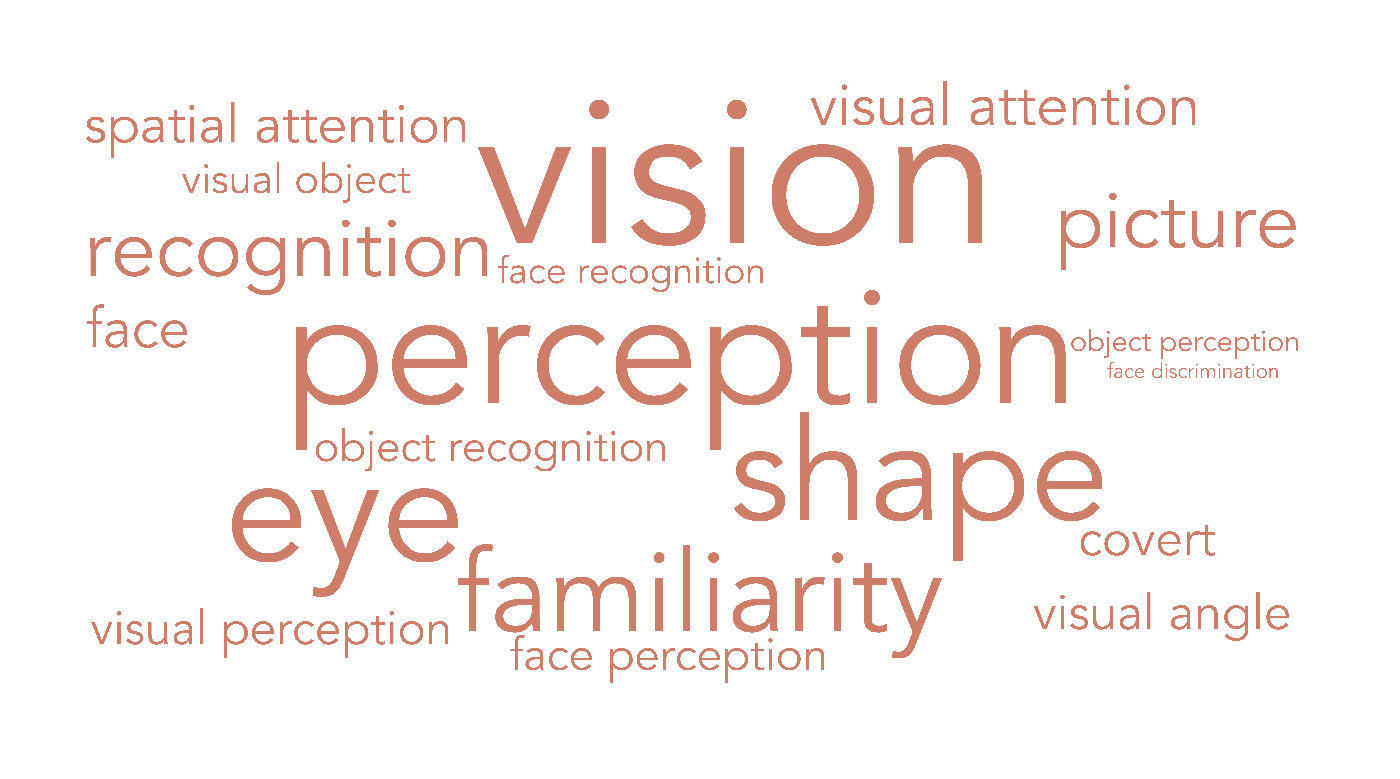 visual attention
spatial attention
vision
visual object
picture
recognition
face recognition
face
perception
object perception
face discrimination
object recognition
shape
eye
covert
familiarity
visual angle
visual perception
face perception